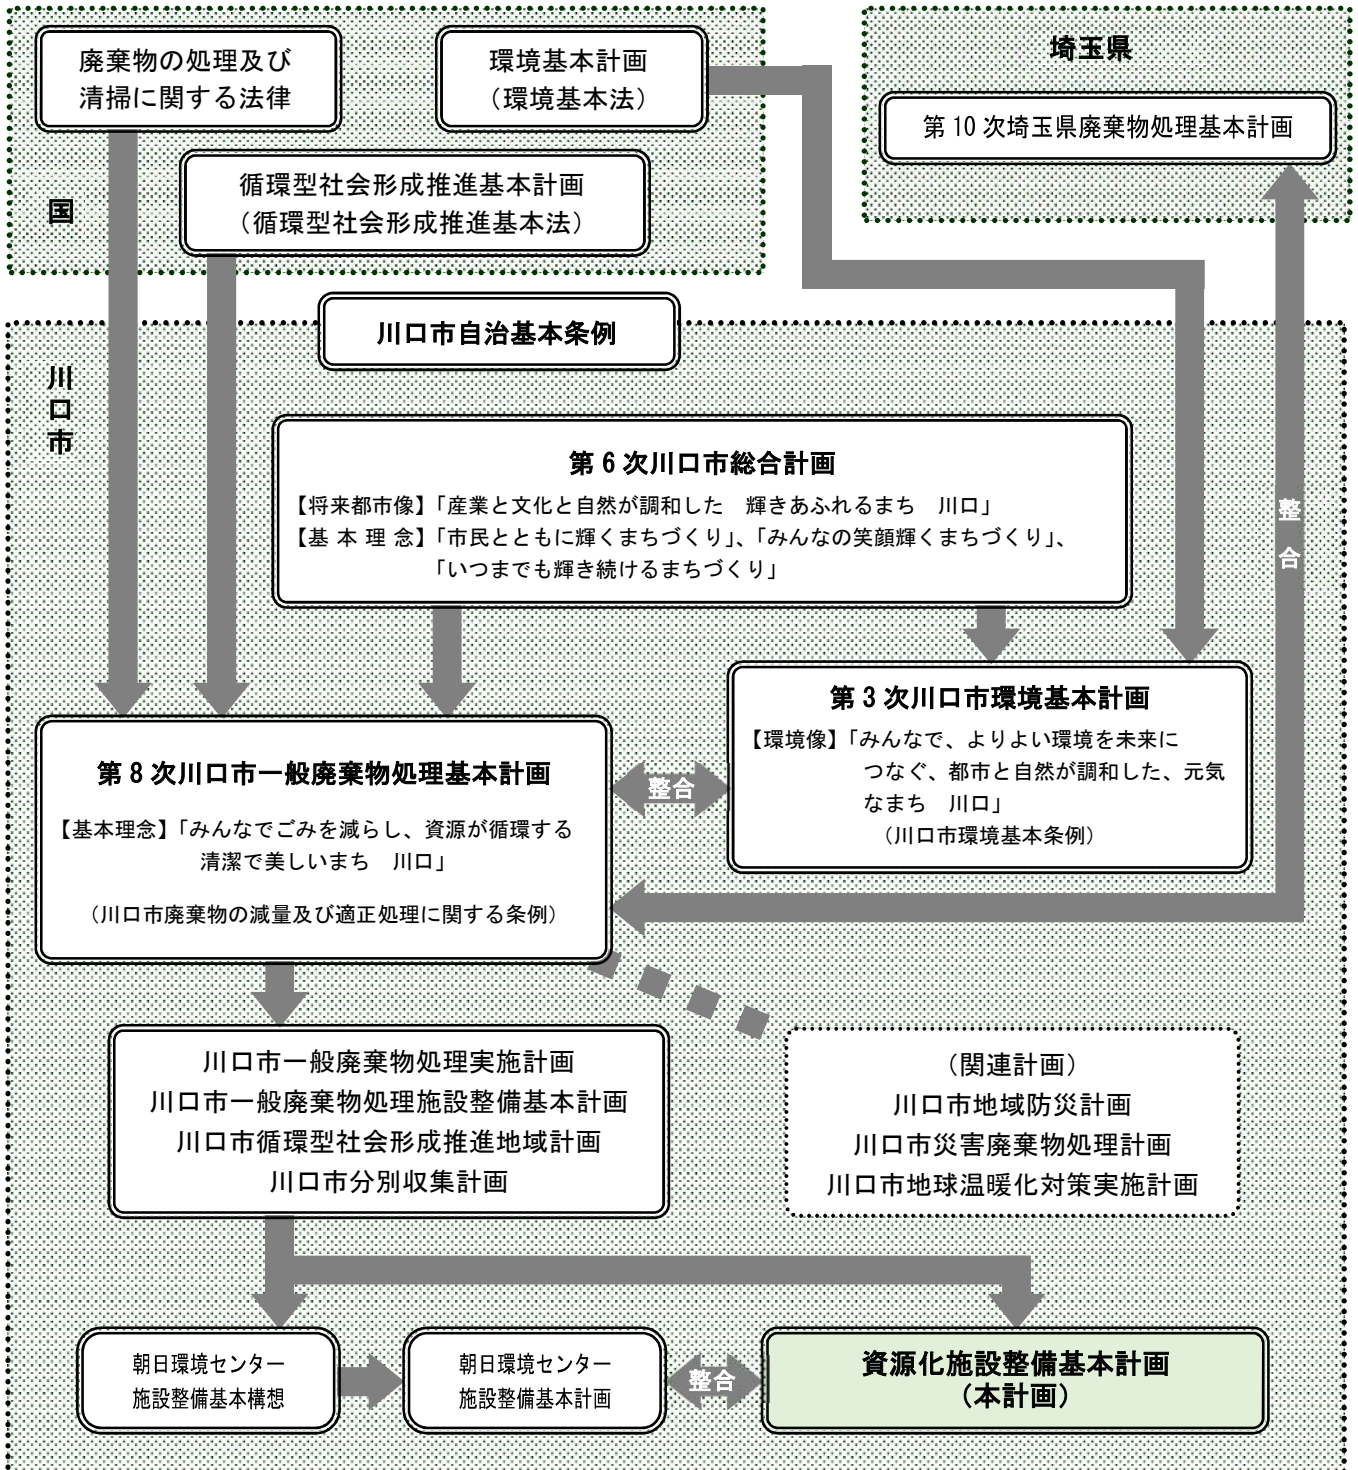 廃棄物の処理及び
清掃に関する法律
環境基本計画
（環境基本法）
循環型社会形成推進基本計画
（循環型社会形成推進基本法）
国
埼玉県
第10次埼玉県廃棄物処理基本計画
川口市自治基本条例
川口市
第6次川口市総合計画
【将来都市像】「産業と文化と自然が調和した　輝きあふれるまち　川口」
【基 本 理 念】「市民とともに輝くまちづくり」、「みんなの笑顔輝くまちづくり」、
「いつまでも輝き続けるまちづくり」
整合
第3次川口市環境基本計画
【環境像】「みんなで、よりよい環境を未来に
つなぐ、都市と自然が調和した、元気
なまち　川口」
（川口市環境基本条例）
整合
第8次川口市一般廃棄物処理基本計画
【基本理念】「みんなでごみを減らし、資源が循環する
清潔で美しいまち　川口」
（川口市廃棄物の減量及び適正処理に関する条例）
川口市一般廃棄物処理実施計画
川口市一般廃棄物処理施設整備基本計画
川口市循環型社会形成推進地域計画
川口市分別収集計画
（関連計画）
川口市地域防災計画
川口市災害廃棄物処理計画
川口市地球温暖化対策実施計画
朝日環境センター
施設整備基本構想
朝日環境センター
施設整備基本計画
整合
資源化施設整備基本計画
（本計画）